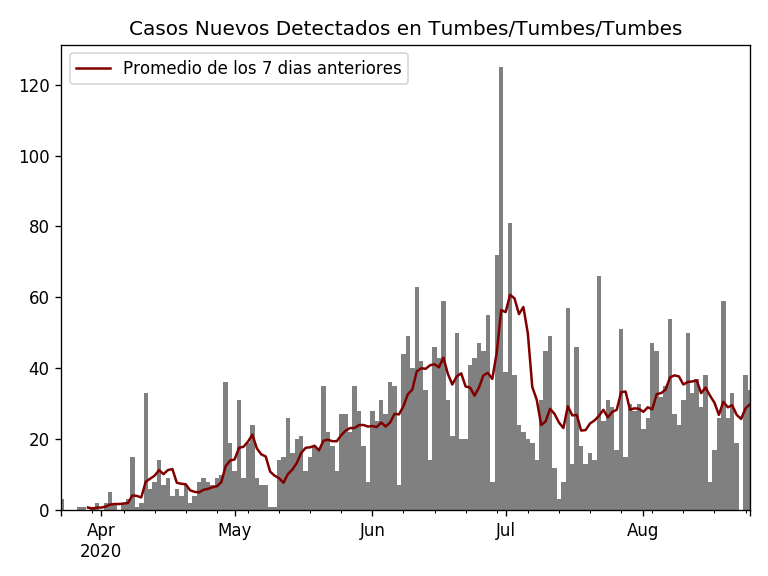 Casos Nuevos Detectados en Tumbes/Tumbes/Tumbes
Promedio de los 7 dias anteriores
120
100
80
60
40
20
0
Apr
2020
May
Jun
Jul
Aug